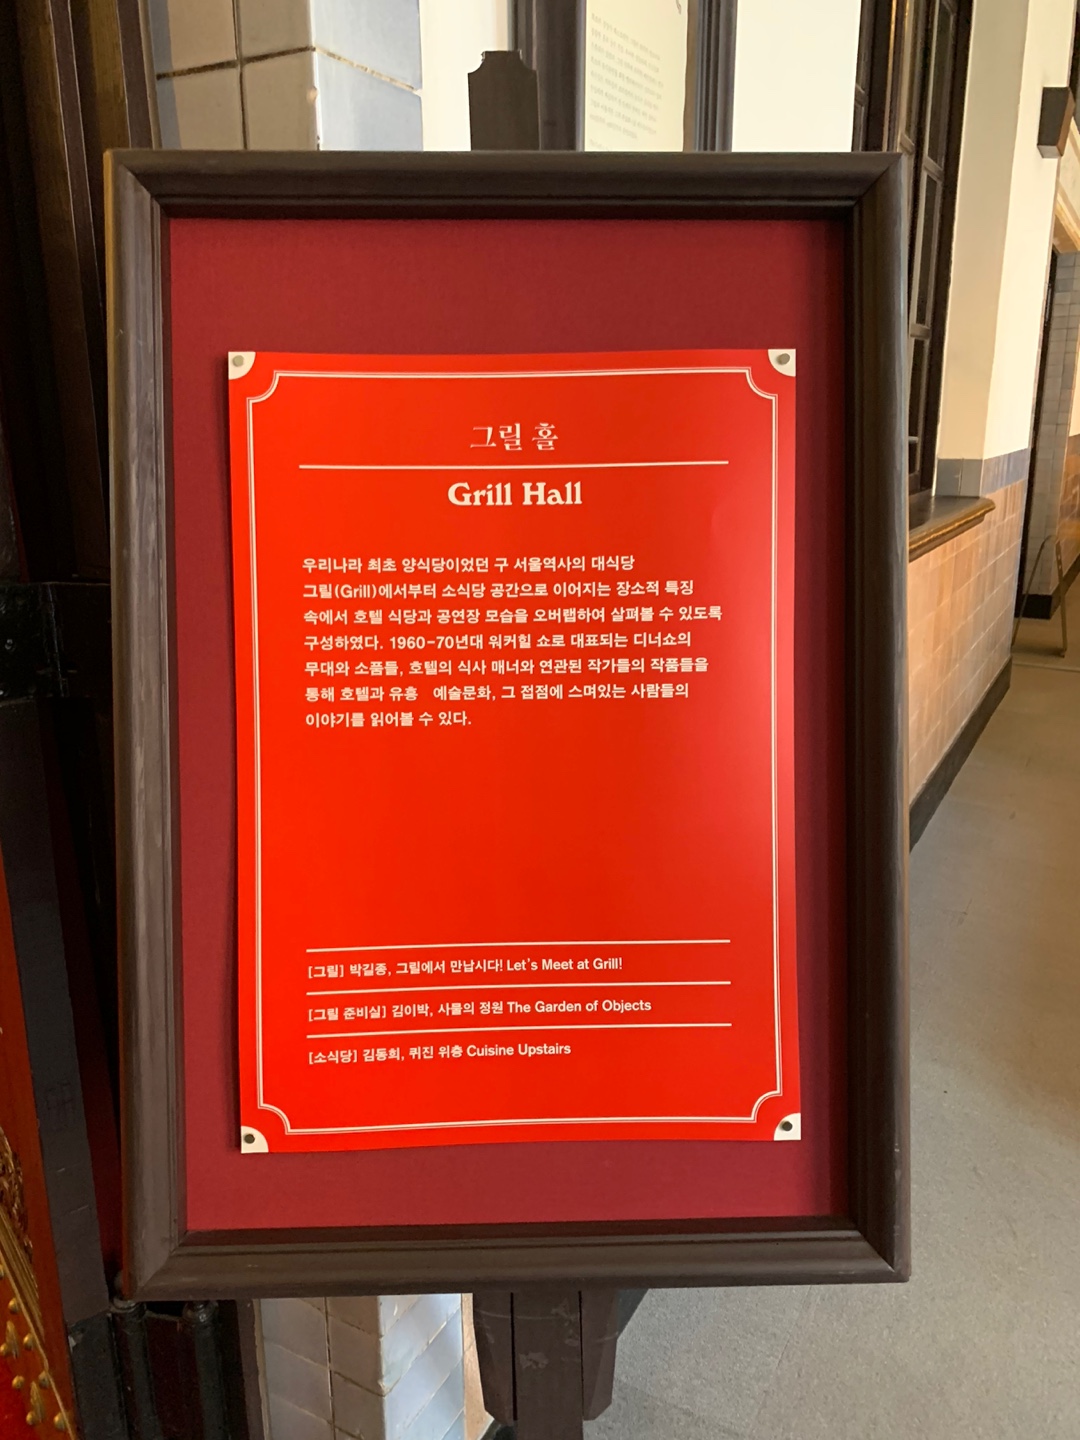 그릴 홀
Grill Hall
우리나라 최초 양식당이었던 구 서울역사의 대식당
그릴(Grill)에서부터 소식당 공간으로 이어지는 장소적 특징
속에서 호텔 식당과 공연장 모습을 오버랩하여 살펴볼 수 있도록
구성하였다. 1960-70년대 워커힐 쇼로 대표되는 디너쇼의
무대와 소품들, 호텔의 식사 매너와 연관된 작가들의 작품들을
통해 호텔과 유흥 예술문화, 그 접점에 스며있는 사람들의
이야기를 읽어볼 수 있다.
[그릴] 박길종, 그릴에서 만납시다! Let's Meet at Grill!
[그릴 준비실] 김이박, 사물의 정원 The Garden of Objects
[소식당] 김동희, 퀴진 위층 Cuisine Upstairs